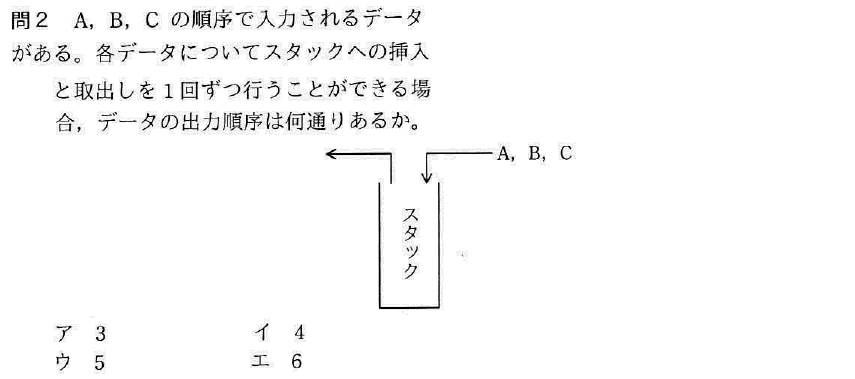 問2 A,B,C の順序で入力されるデータ
がある。各データについてスタックへの挿入
と取出しを1回ずつ行うことができる場
合,データの出力順序は何通りあるか。
A,B,C
スタック
ア 3 イ 4
ウ 5 エ 6